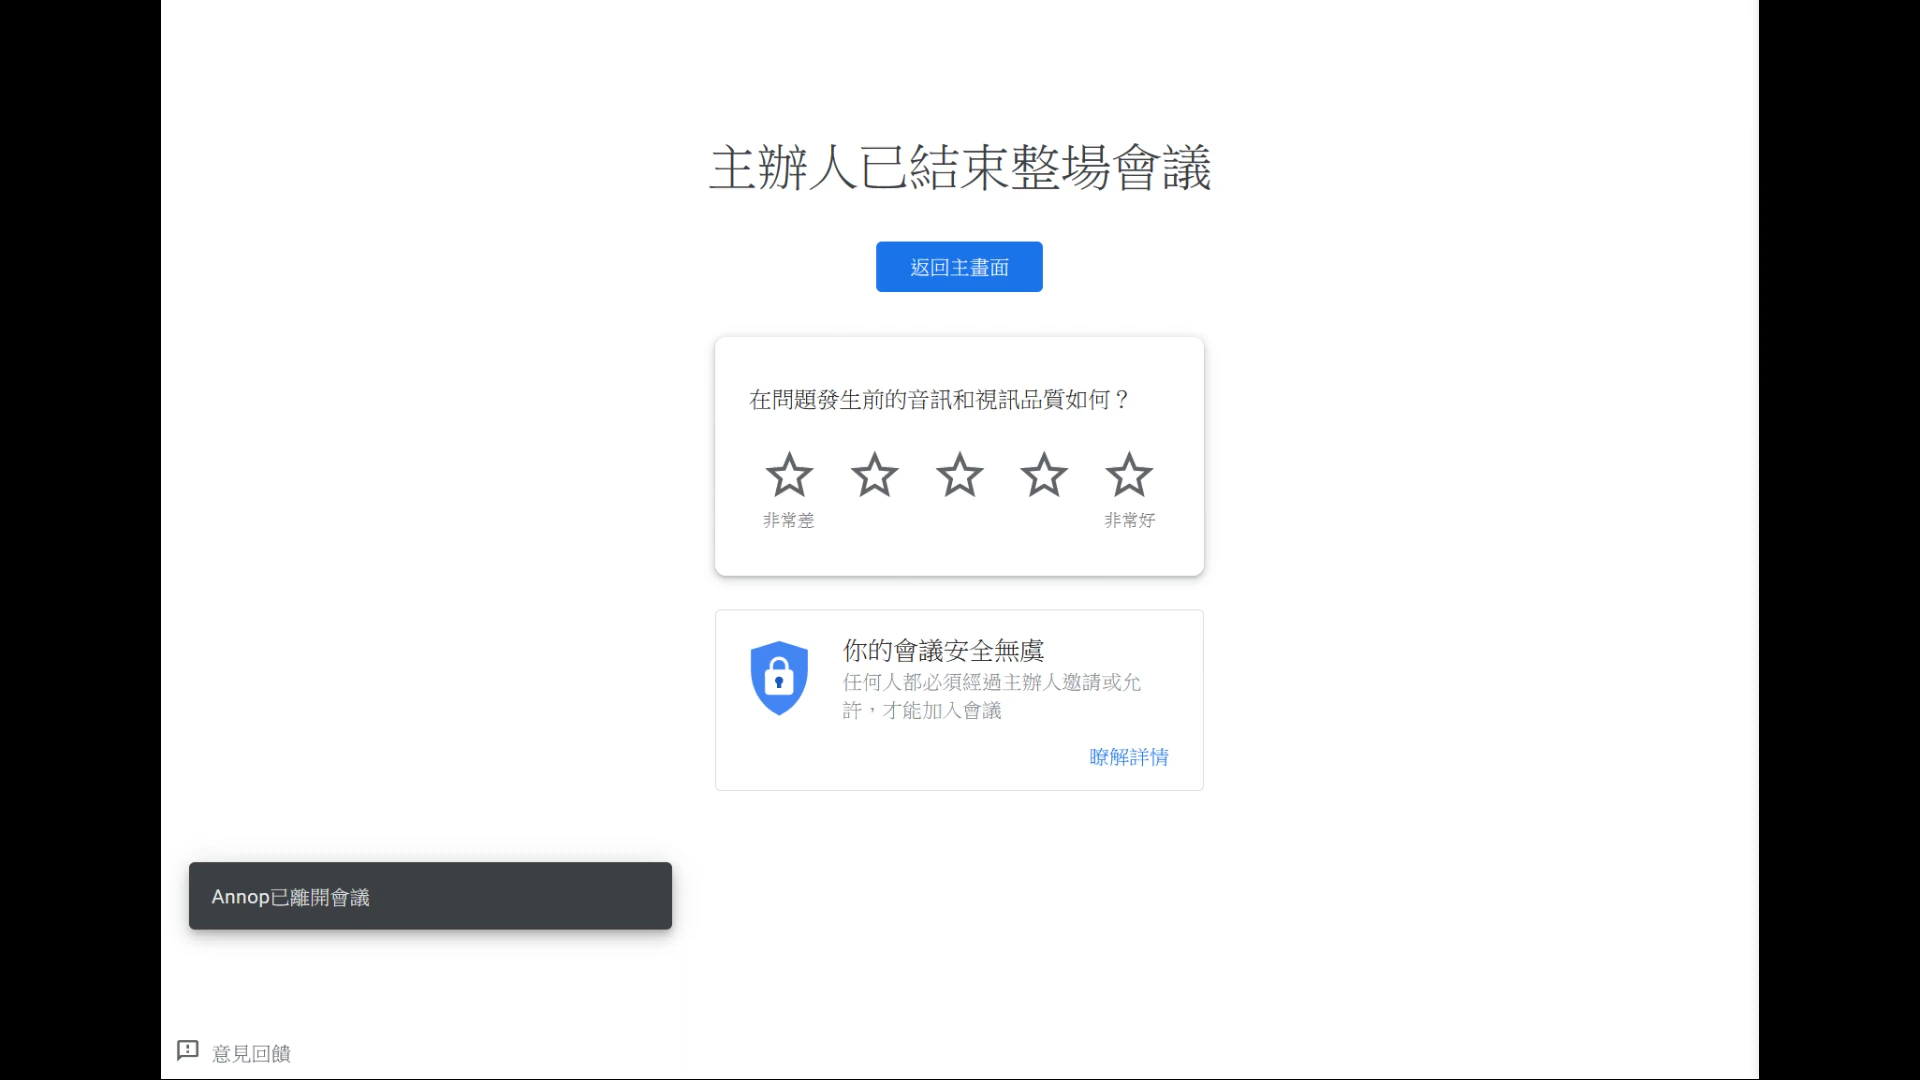 主辦人已結束整場會議
返回主畫面
在問題發生前的音訊和視訊品質如何？
非常差
非常好
你的會議安全無虞
任何人都必須經過主辦人邀請或允
許，才能加入會議
瞭解詳情
Annop已離開會議
意見回饋